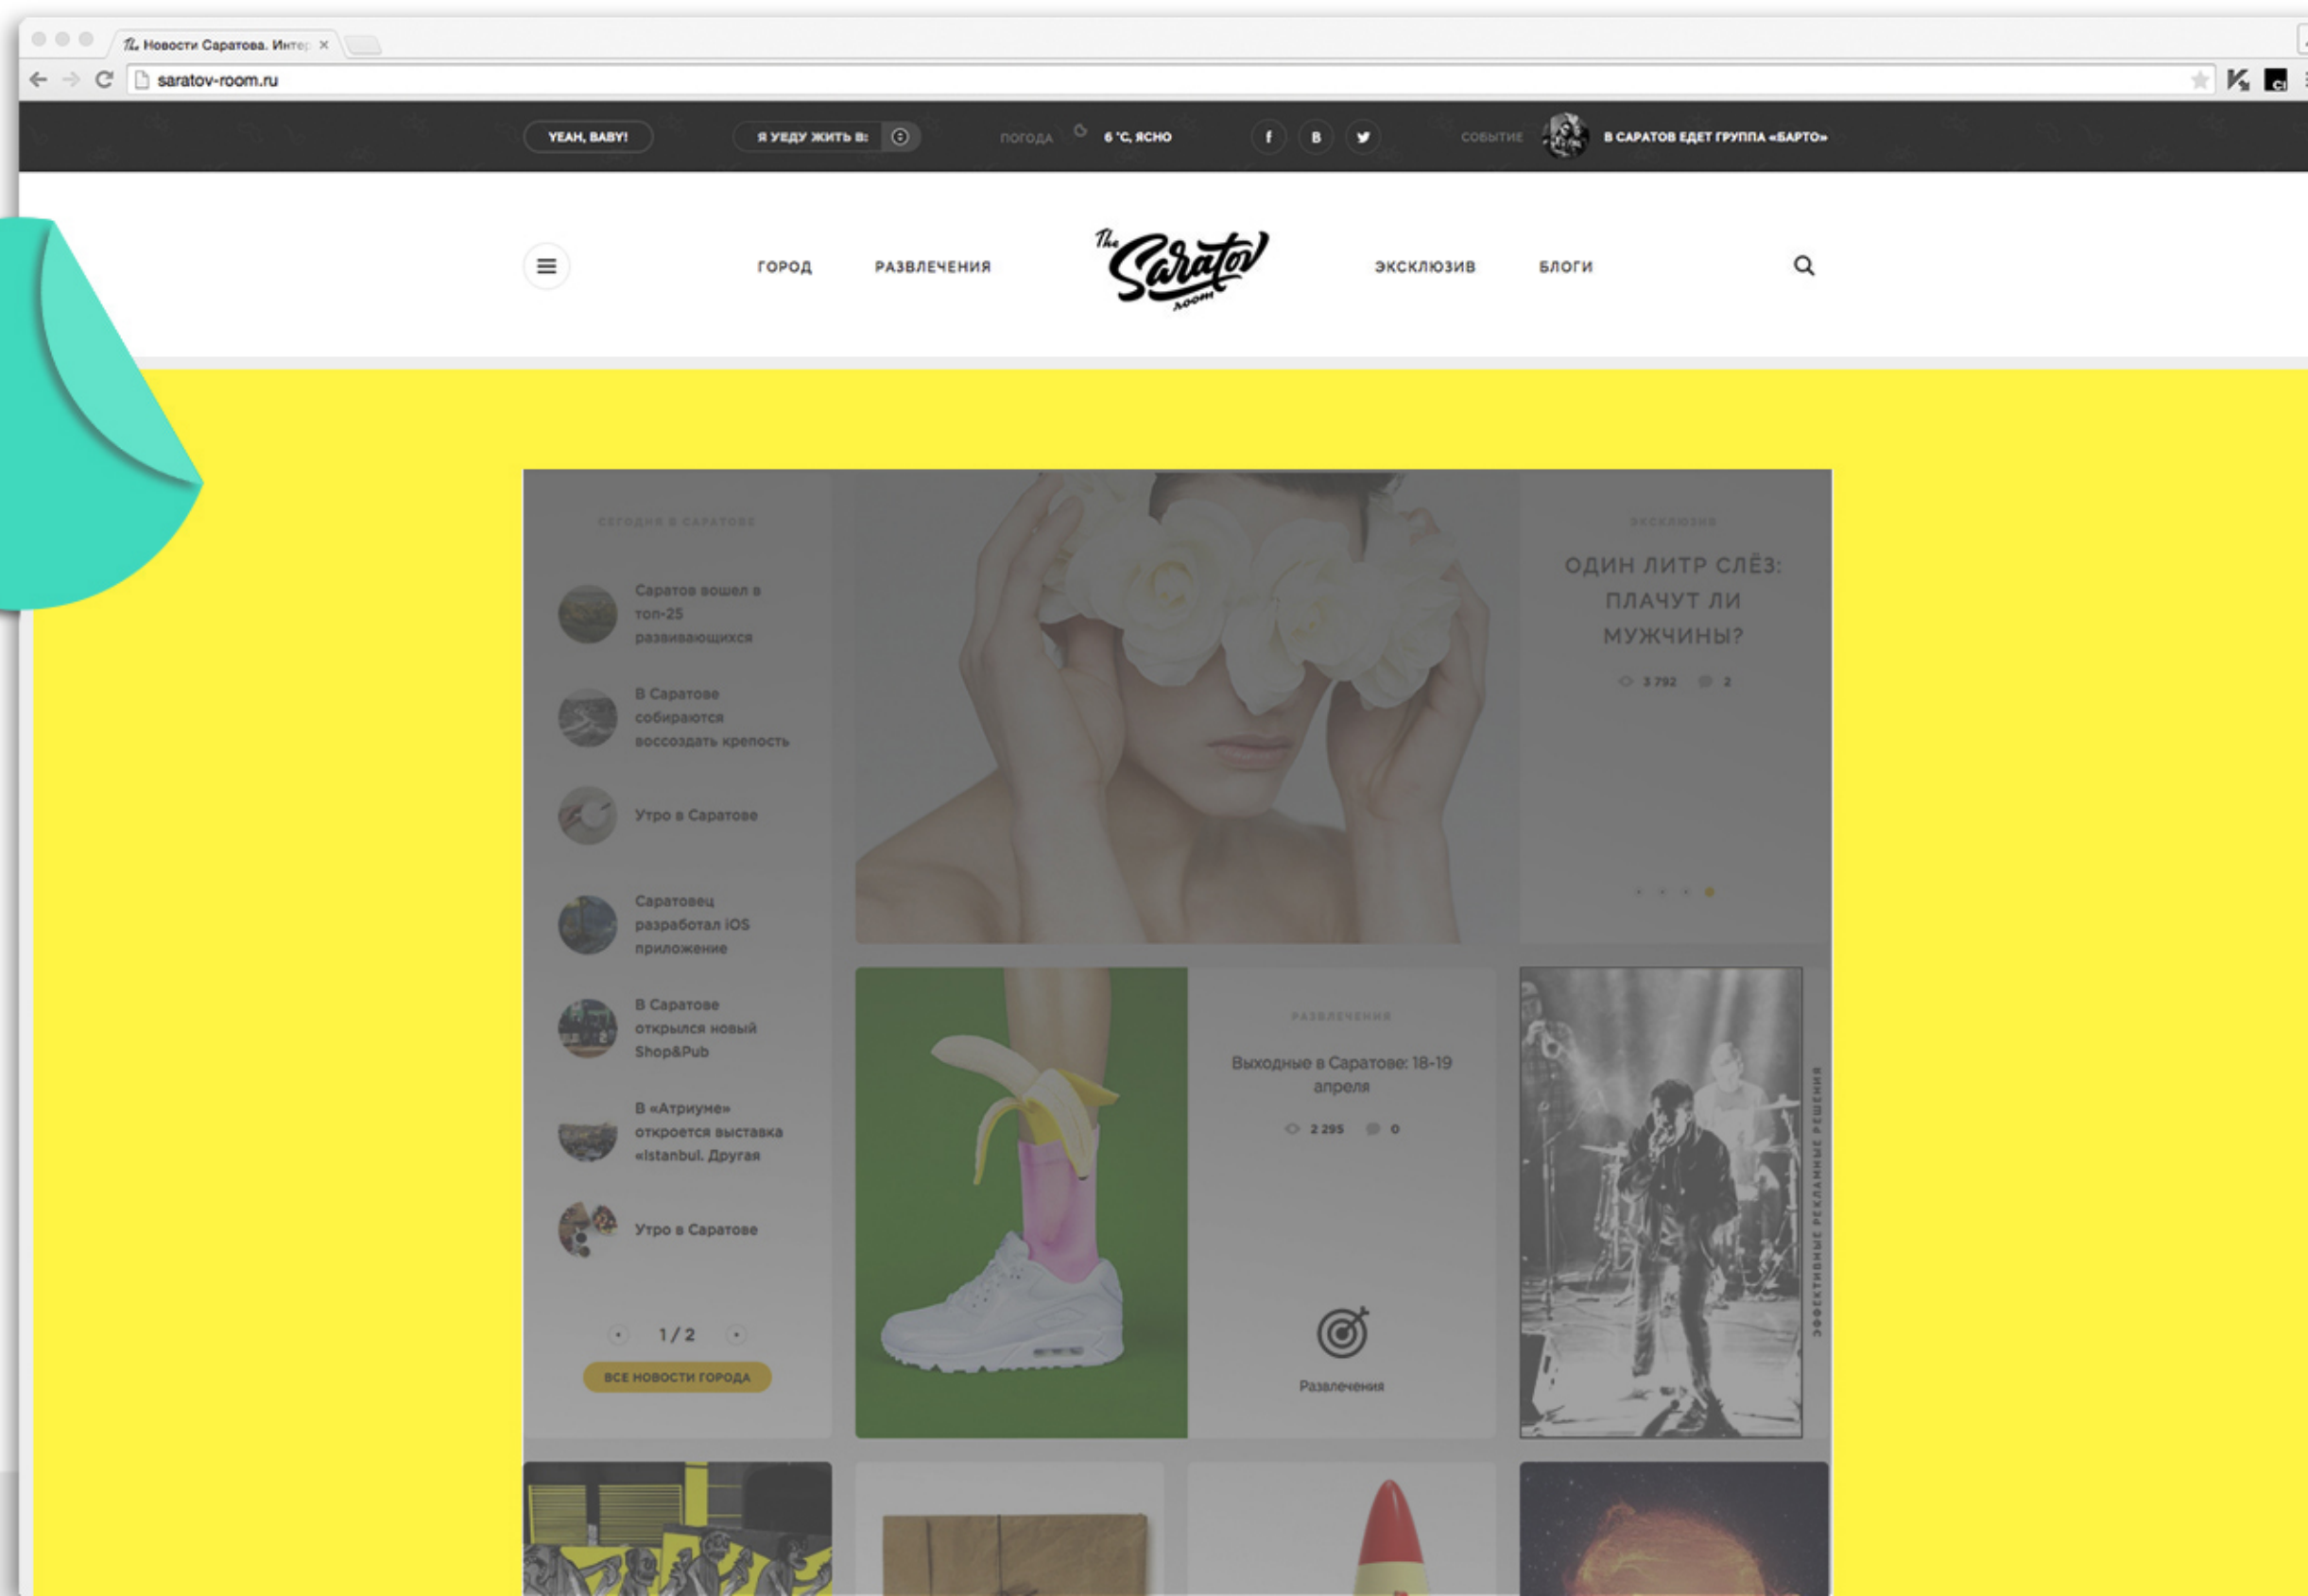 The Новости Саратова. Интер
saratov-room.ru
YEAH, BABY!
Я УЕДУ ЖИТЬ В:
ПОГОДА
6 °С, ЯСНО
СОБЫТИЕ
В САРАТОВ ЕДЕТ ГРУППА «БАРТО»
ГОРОД
РАЗВЛЕЧЕНИЯ
The
Saratov
room
ЭКСКЛЮЗИВ
БЛОГИ
СЕГОДНЯ В САРАТОВЕ
Саратов вошел в
топ-25
развивающихся
В Саратове
собираются
воссоздать крепость
Утро в Саратове
Саратовец
разработал iOS
приложение
В Саратове
открылся новый
Shop&Pub
В «Атриуме»
откроется выставка
«Istanbul. Другая
Утро в Саратове
1 / 2
ВСЕ НОВОСТИ ГОРОДА
ЭКСКЛЮЗИВ
ОДИН ЛИТР СЛЁЗ:
ПЛАЧУТ ЛИ
МУЖЧИНЫ?
3 792 2
РАЗВЛЕЧЕНИЯ
Выходные в Саратове: 18-19
апреля
2 295 0
Развлечения
ЭФФЕКТИВНЫЕ РЕКЛАМНЫЕ РЕШЕНИЯ